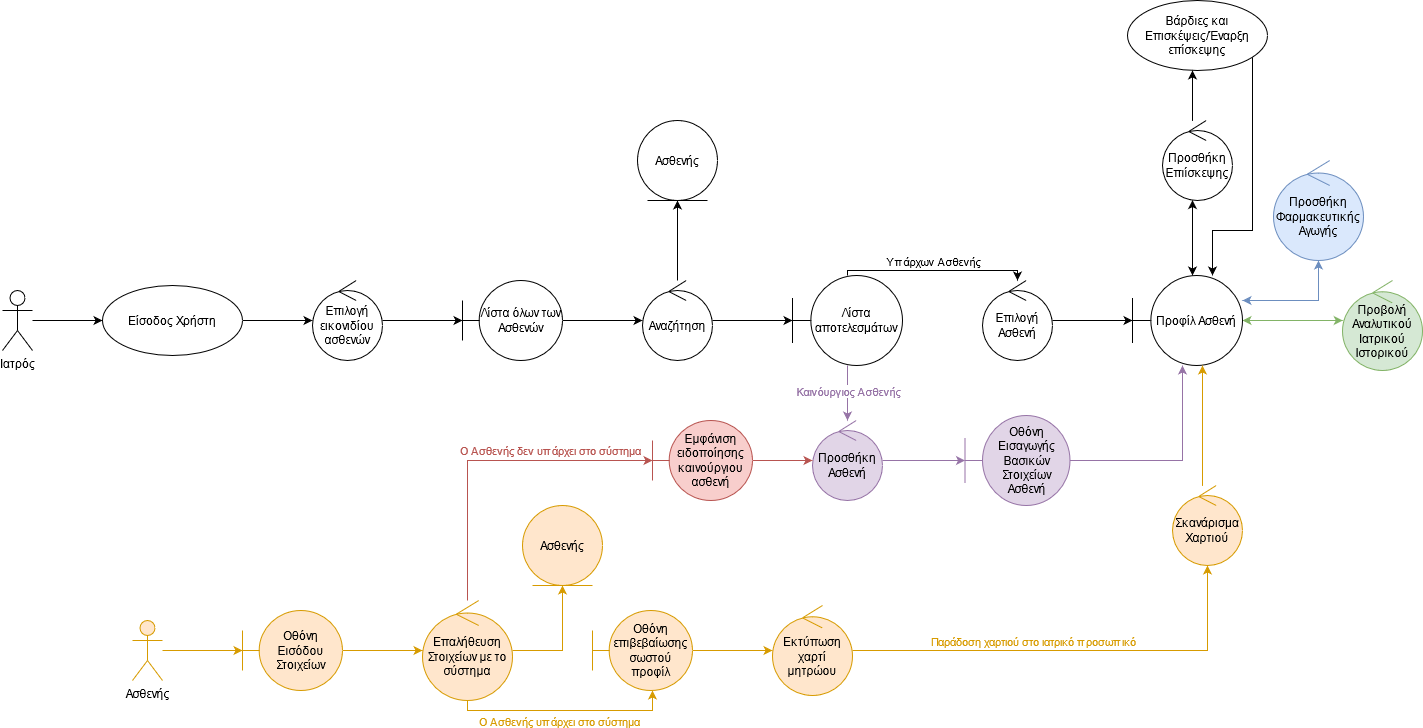 Βάρδιες και
Επισκέψεις/Έναρξη
επίσκεψης
Ασθενής
Προσθήκη
Επίσκεψης
Προσθήκη
Φαρμακευτικής
Αγωγής
Υπάρχων Ασθενής
Ιατρός
Είσοδος Χρήστη
Επιλογή
εικονιδίου
ασθενών
Λίστα όλων των
Ασθενών
Αναζήτηση
Λίστα
αποτελεσμάτων
Επιλογή
Ασθενή
Προφίλ Ασθενή
Προβολή
Αναλυτικού
Ιατρικού
Ιστορικού
Καινούργιος Ασθενής
Ο Ασθενής δεν υπάρχει στο σύστημα
Εμφάνιση
ειδοποίησης
καινούργιου
ασθενή
Προσθήκη
Ασθενή
Οθόνη
Εισαγωγής
Βασικών
Στοιχείων
Ασθενή
Σκανάρισμα
Χαρτιού
Ασθενής
Ασθενής
Οθόνη
Εισόδου
Στοιχείων
Επαλήθευση
Στοιχείων με το
σύστημα
Οθόνη
επιβεβαίωσης
σωστού
προφίλ
Εκτύπωση
χαρτί
μητρώου
Παράδοση χαρτιού στο ιατρικό προσωπικό
Ο Ασθενής υπάρχει στο σύστημα